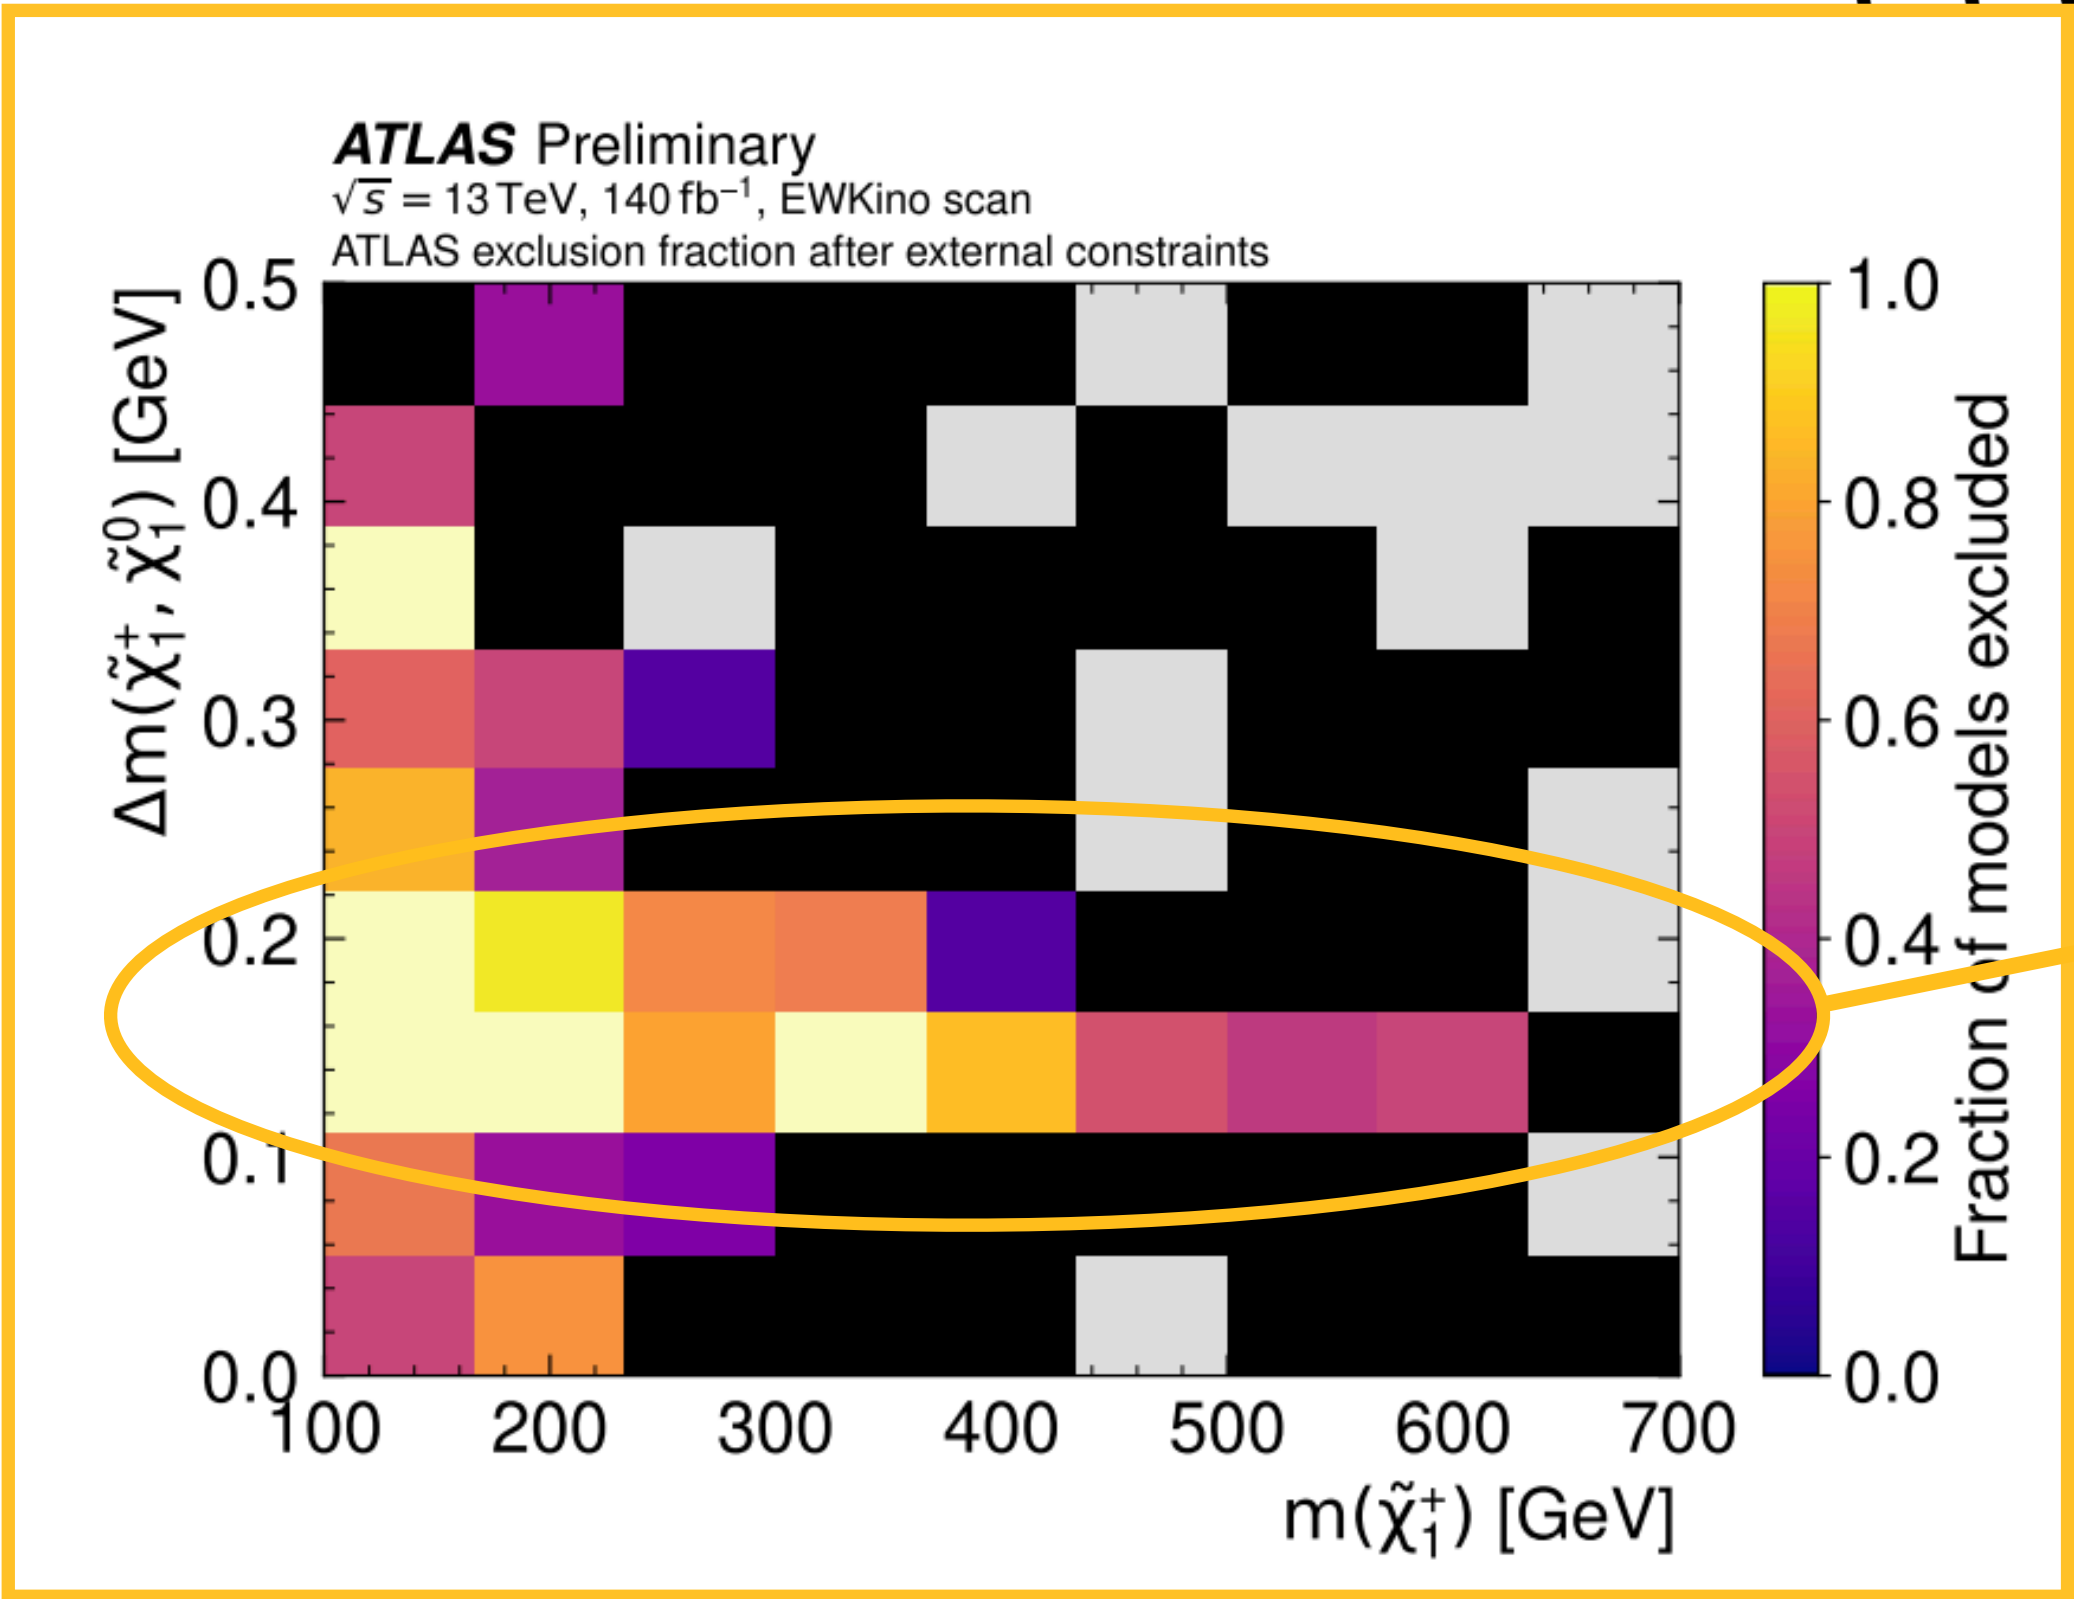 ATLAS Preliminary
√s = 13 TeV, 140 fb⁻¹, EWKino scan
ATLAS exclusion fraction after external constraints
Δm(χ̃₁⁺, χ̃₁⁰) [GeV]
0.5
0.4
0.3
0.2
0.1
0.0
100 200 300 400 500 600 700
m(χ̃₁⁺) [GeV]
1.0
0.8
0.6
0.4
0.2
0.0
Fraction of models excluded